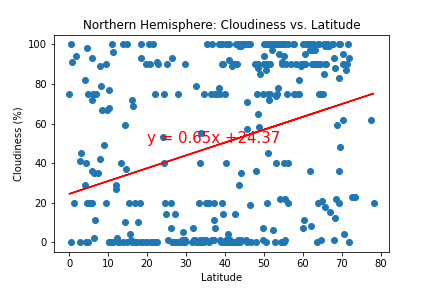 Northern Hemisphere: Cloudiness vs. Latitude
100
80
60
40
20
0
Cloudiness (%)
y = 0.65x +24.37
0 10 20 30 40 50 60 70 80
Latitude